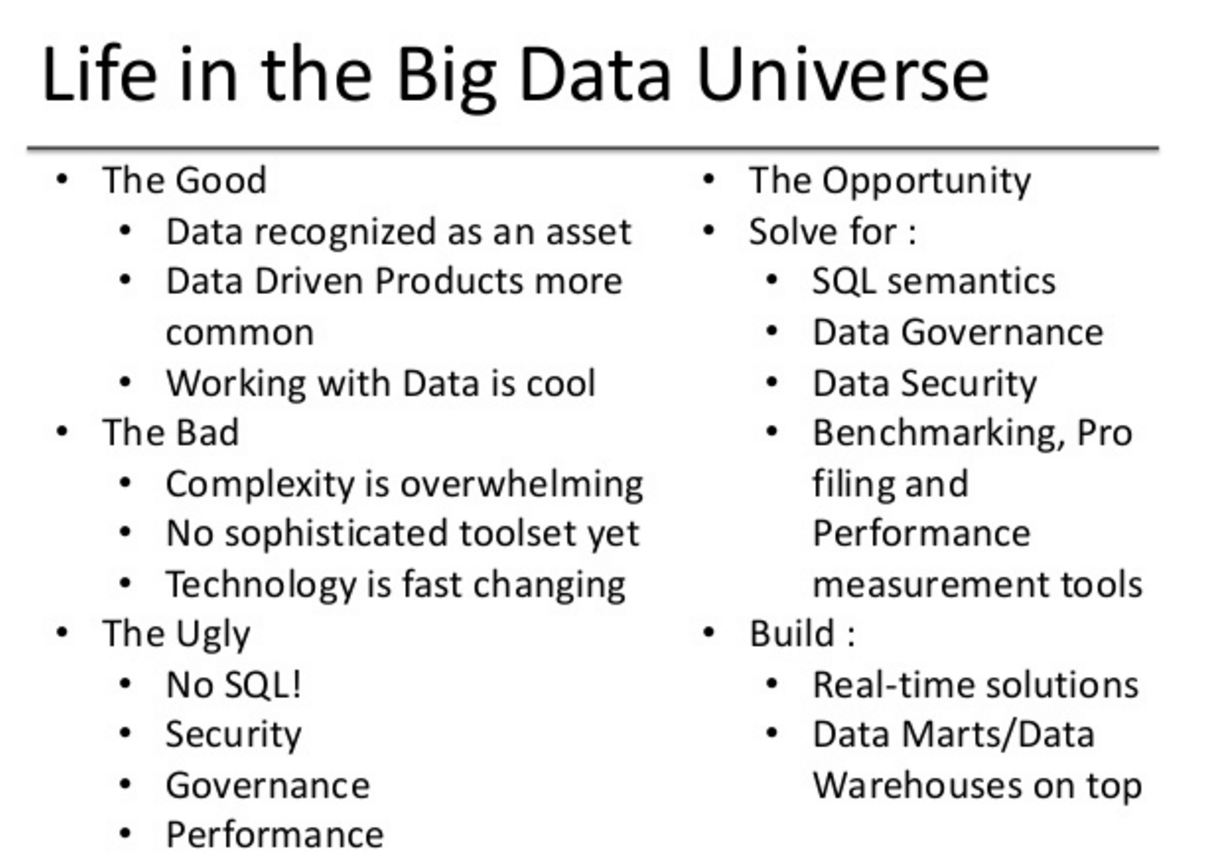 Life in the Big Data Universe
• The Good
• Data recognized as an asset
• Data Driven Products more
common
• Working with Data is cool
• The Bad
• Complexity is overwhelming
• No sophisticated toolset yet
• Technology is fast changing
• The Ugly
• No SQL!
• Security
• Governance
• Performance
• The Opportunity
• Solve for :
• SQL semantics
• Data Governance
• Data Security
• Benchmarking, Pro
filing and
Performance
measurement tools
• Build :
• Real-time solutions
• Data Marts/Data
Warehouses on top